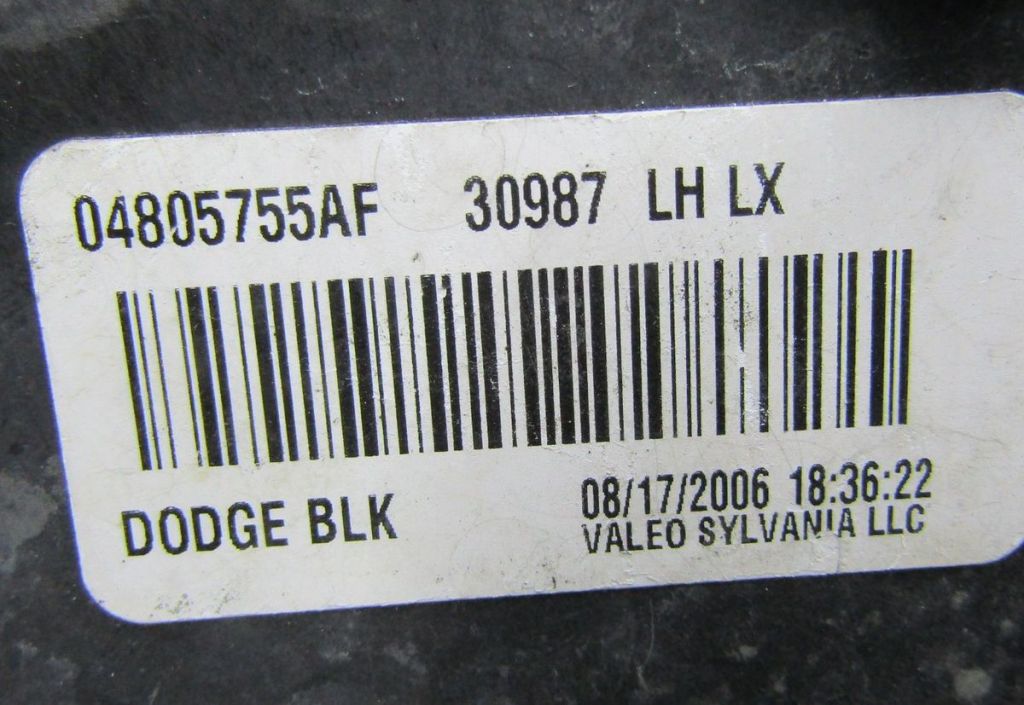 04805755AF 30987 LH LX
DODGE BLK
08/17/2006 18:36:22
VALEO SYLVANIA LLC